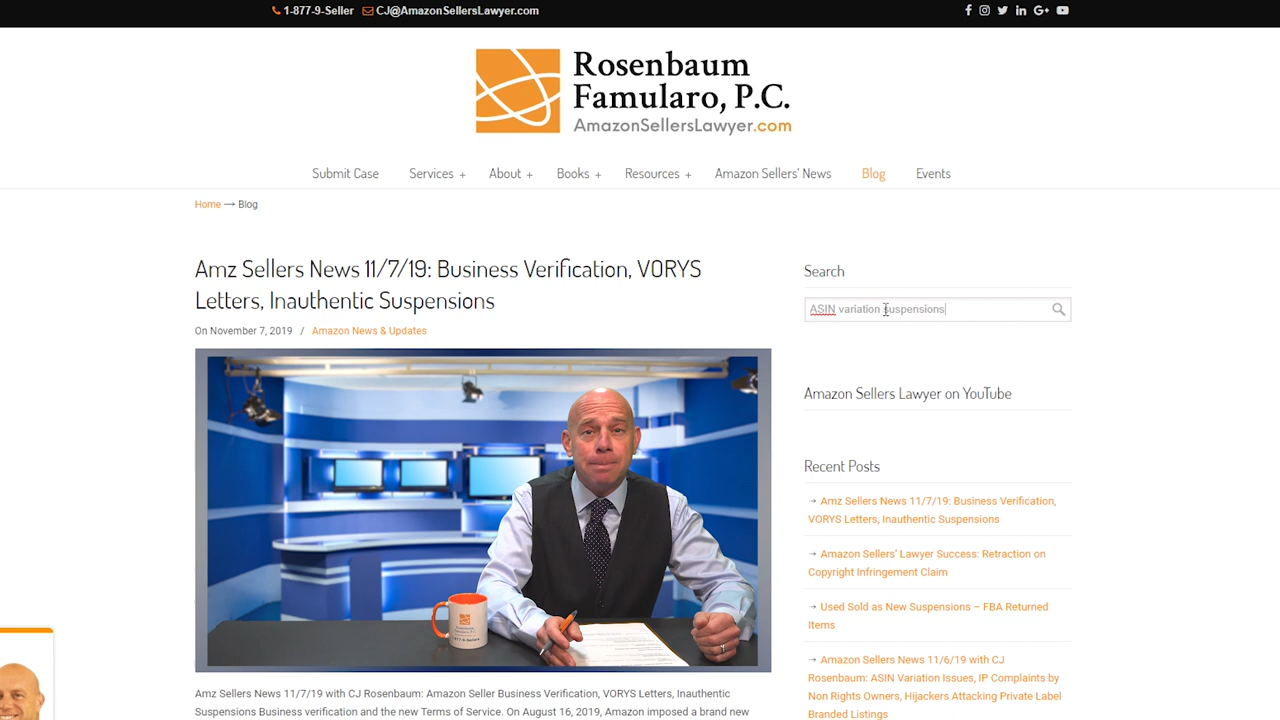 1-877-9-Seller CJ@AmazonSellersLawyer.com
Rosenbaum
Famularo, P.C.
AmazonSellersLawyer.com
Submit Case Services + About + Books + Resources + Amazon Sellers' News Blog Events
Home → Blog
Amz Sellers News 11/7/19: Business Verification, VORYS
Letters, Inauthentic Suspensions
On November 7, 2019 / Amazon News & Updates
Rosenbaum
Famularo, P.C.
1-877-9-Sellers
Amz Sellers News 11/7/19 with CJ Rosenbaum: Amazon Seller Business Verification, VORYS Letters, Inauthentic
Suspensions Business verification and the new Terms of Service. On August 16, 2019, Amazon imposed a brand new
Search
ASIN variation suspensions
Amazon Sellers Lawyer on YouTube
Recent Posts
→ Amz Sellers News 11/7/19: Business Verification,
VORYS Letters, Inauthentic Suspensions
→ Amazon Sellers' Lawyer Success: Retraction on
Copyright Infringement Claim
→ Used Sold as New Suspensions – FBA Returned
Items
→ Amazon Sellers News 11/6/19 with CJ
Rosenbaum: ASIN Variation Issues, IP Complaints by
Non Rights Owners, Hijackers Attacking Private Label
Branded Listings